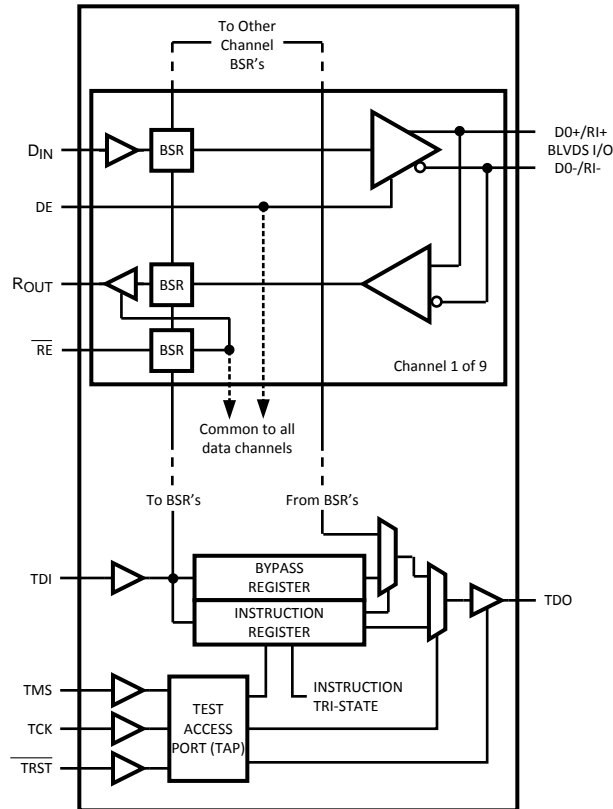 To Other
Channel
BSR's
DIN
BSR
D0+/RI+
BLVDS I/O
D0-/RI-
DE
ROUT
BSR
RE
BSR
Channel 1 of 9
Common to all
data channels
To BSR's
From BSR's
TDI
BYPASS
REGISTER
INSTRUCTION
REGISTER
TDO
TMS
TCK
TRST
TEST
ACCESS
PORT (TAP)
INSTRUCTION
TRI-STATE